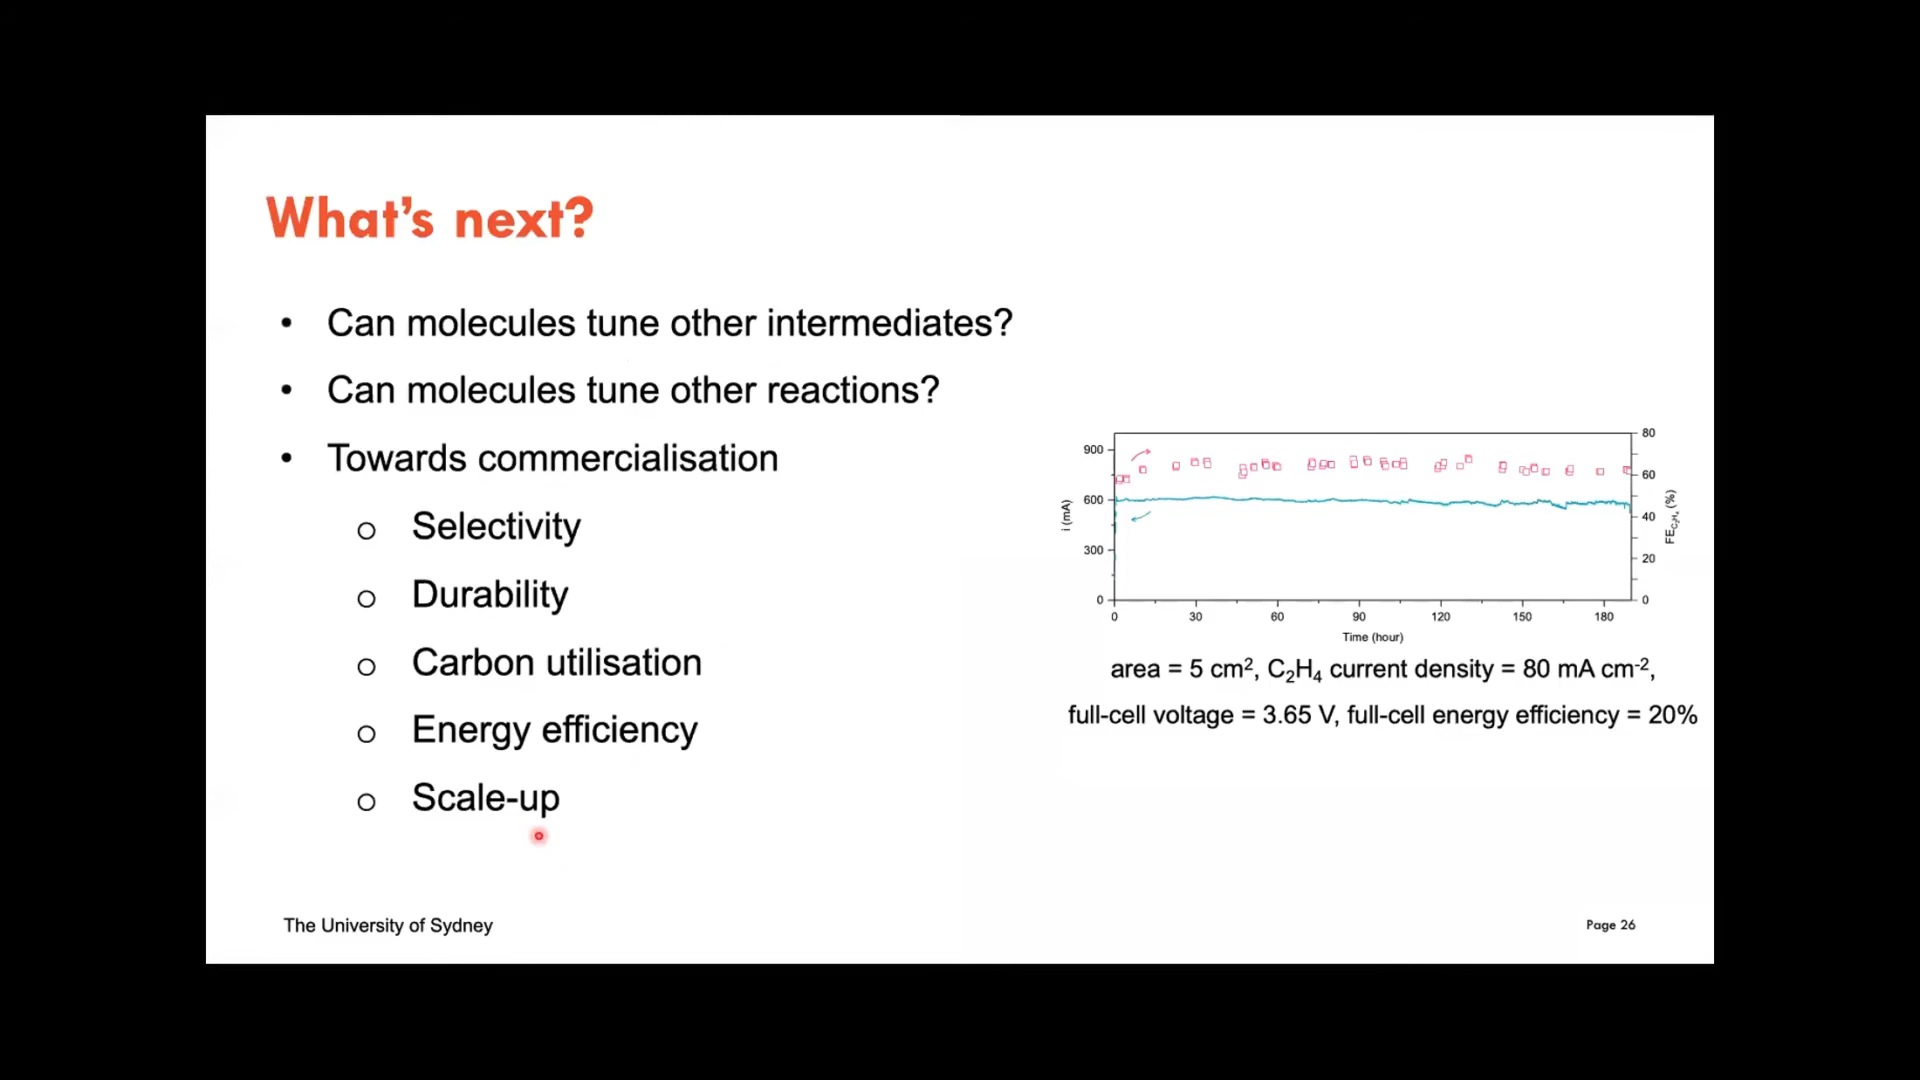 What's next?
• Can molecules tune other intermediates?
• Can molecules tune other reactions?
• Towards commercialisation
o Selectivity
o Durability
o Carbon utilisation
o Energy efficiency
o Scale-up
900
600
300
0
i (mA)
80
60
40
20
0
FE C₂H₄ (%)
0 30 60 90 120 150 180
Time (hour)
area = 5 cm², C₂H₄ current density = 80 mA cm⁻²,
full-cell voltage = 3.65 V, full-cell energy efficiency = 20%
The University of Sydney
Page 26